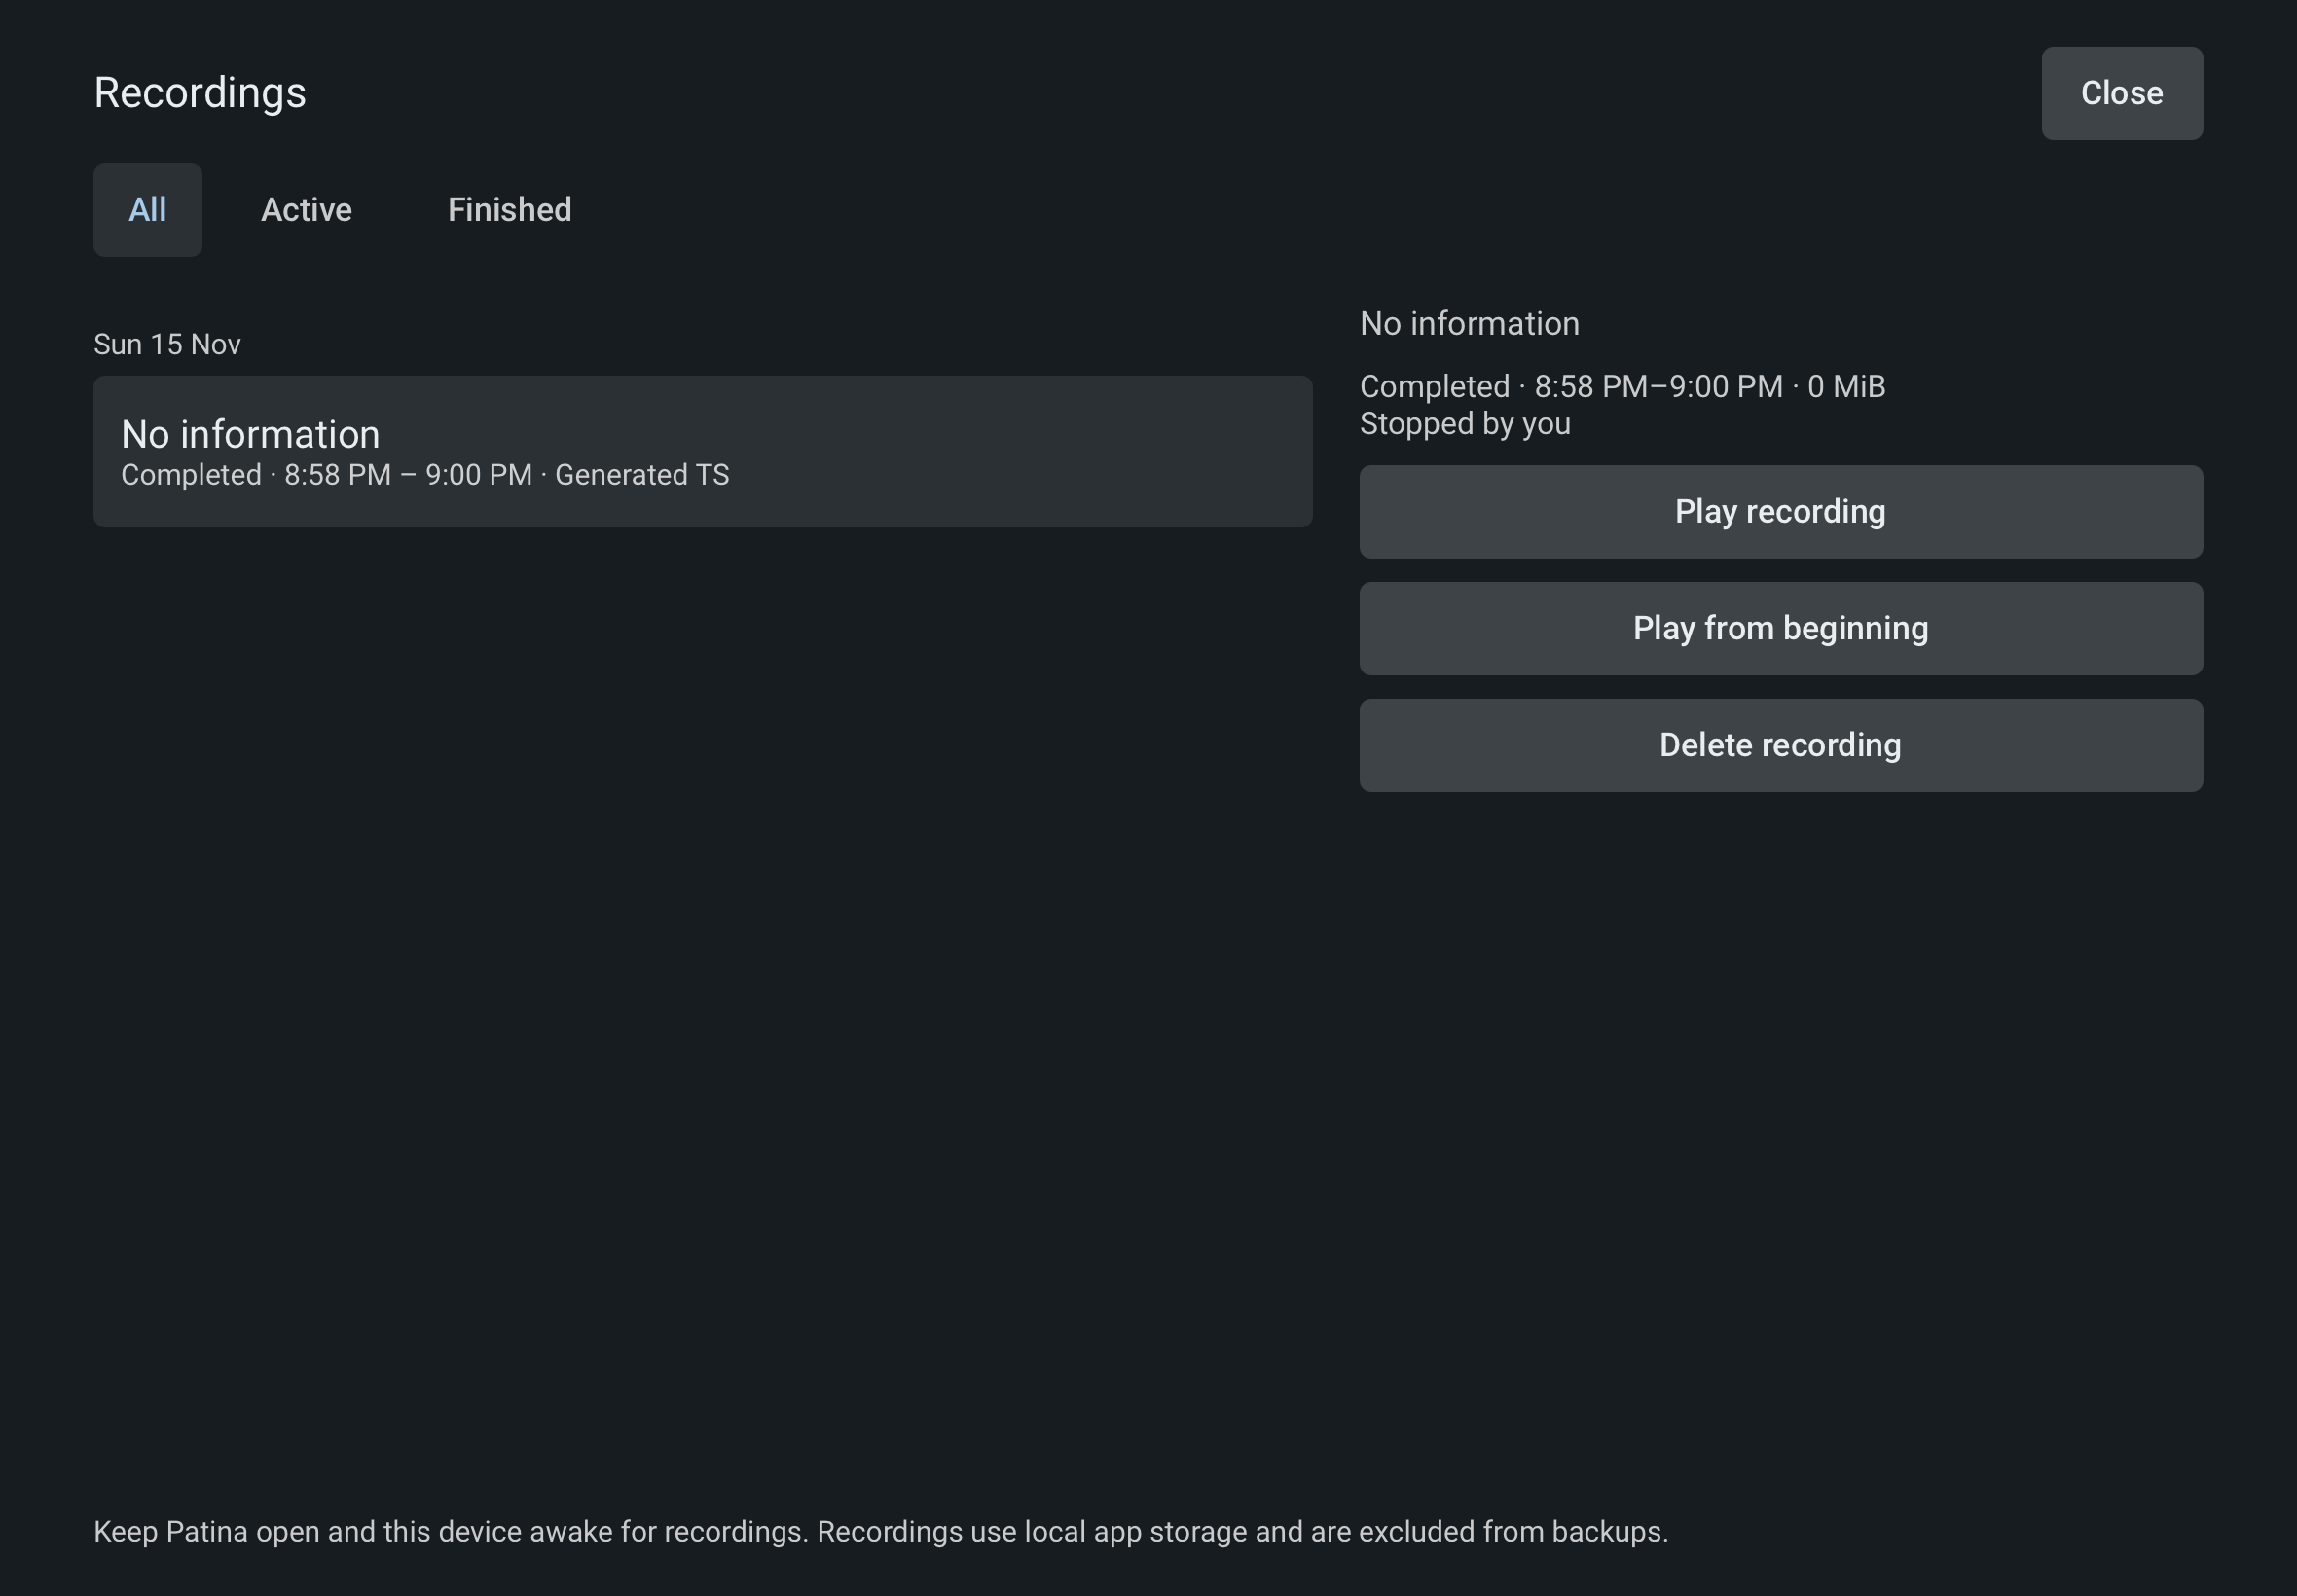 Recordings
Close
All
Active
Finished
Sun 15 Nov
No information
Completed · 8:58 PM – 9:00 PM · Generated TS
No information
Completed · 8:58 PM–9:00 PM · 0 MiB
Stopped by you
Play recording
Play from beginning
Delete recording
Keep Patina open and this device awake for recordings. Recordings use local app storage and are excluded from backups.